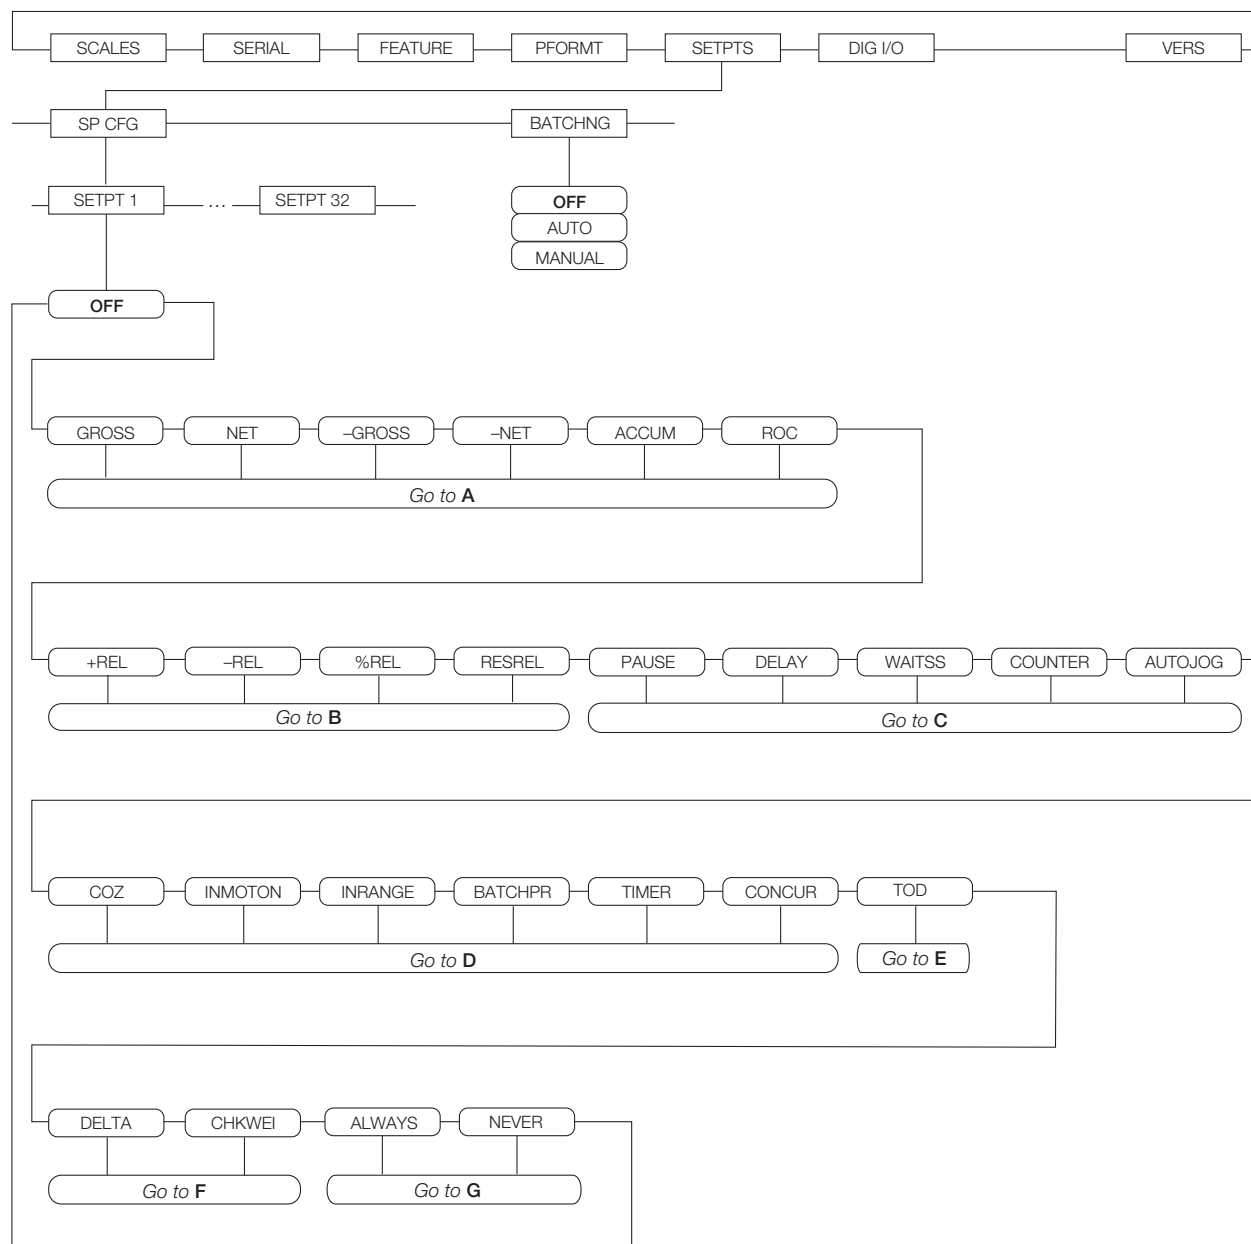 SCALES SERIAL FEATURE PFORMT SETPTS DIG I/O VERS
SP CFG BATCHNG
SETPT 1 ... SETPT 32 OFF
AUTO
MANUAL
OFF
GROSS NET –GROSS –NET ACCUM ROC
Go to A
+REL –REL %REL RESREL PAUSE DELAY WAITSS COUNTER AUTOJOG
Go to B Go to C
COZ INMOTON INRANGE BATCHPR TIMER CONCUR TOD
Go to D Go to E
DELTA CHKWEI ALWAYS NEVER
Go to F Go to G